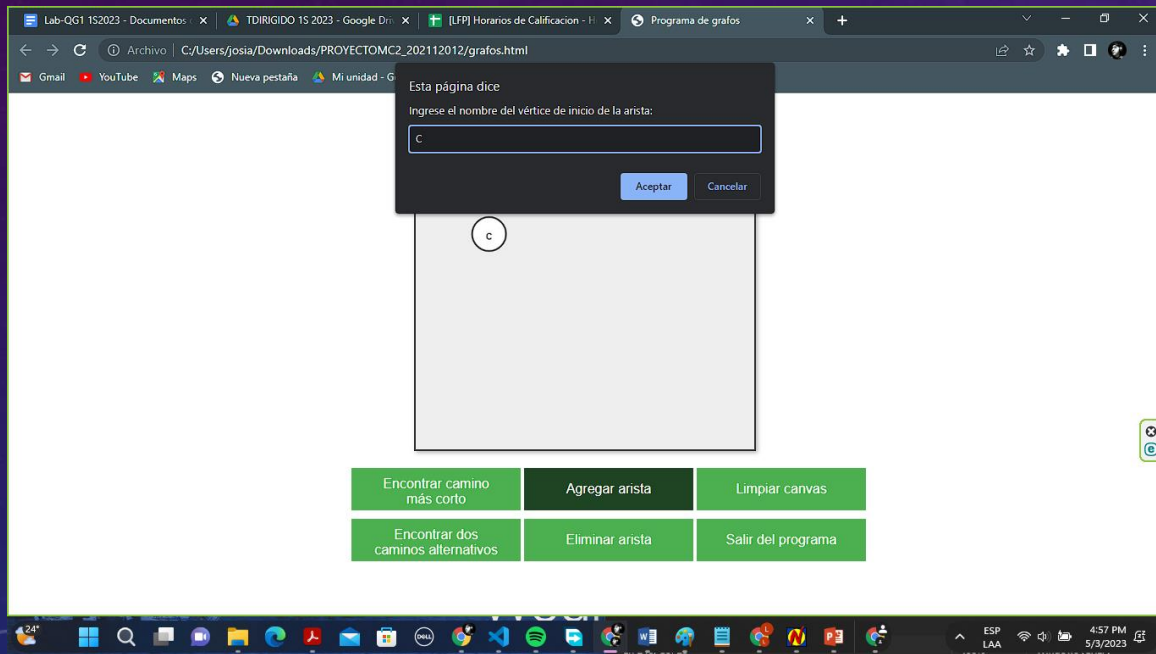 Lab-QG1 1S2023 - Documentos
TDIRIGIDO 1S 2023 - Google Dri
[LFP] Horarios de Calificacion - H
Programa de grafos
Archivo
C:/Users/josia/Downloads/PROYECTOMC2_202112012/grafos.html
Gmail
YouTube
Maps
Nueva pestaña
Mi unidad - G
Esta página dice
Ingrese el nombre del vértice de inicio de la arista:
C
Aceptar
Cancelar
C
Encontrar camino
más corto
Agregar arista
Limpiar canvas
Encontrar dos
caminos alternativos
Eliminar arista
Salir del programa
24°
DELL
ESP
LAA
4:57 PM
5/3/2023